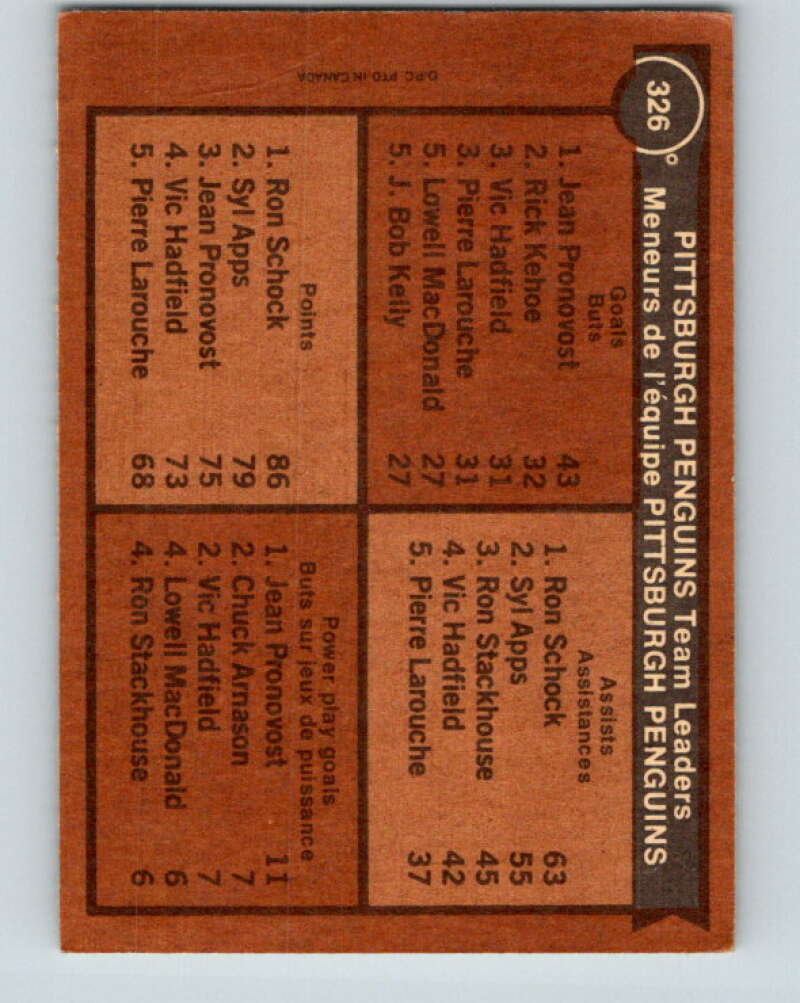 326
PITTSBURGH PENGUINS Team Leaders
Meneurs de l'équipe PITTSBURGH PENGUINS
Goals
Buts
1. Jean Pronovost 43
2. Rick Kehoe 32
3. Vic Hadfield 31
3. Pierre Larouche 31
5. Lowell MacDonald 27
5. J. Bob Kelly 27
Assists
Assistances
1. Ron Schock 63
2. Syl Apps 55
3. Ron Stackhouse 45
4. Vic Hadfield 42
5. Pierre Larouche 37
Points
1. Ron Schock 86
2. Syl Apps 79
3. Jean Pronovost 75
4. Vic Hadfield 73
5. Pierre Larouche 68
Power play goals
Buts sur jeux de puissance
1. Jean Pronovost 11
2. Chuck Arnason 7
2. Vic Hadfield 7
4. Lowell MacDonald 6
4. Ron Stackhouse 6
O.P.C. PTD IN CANADA